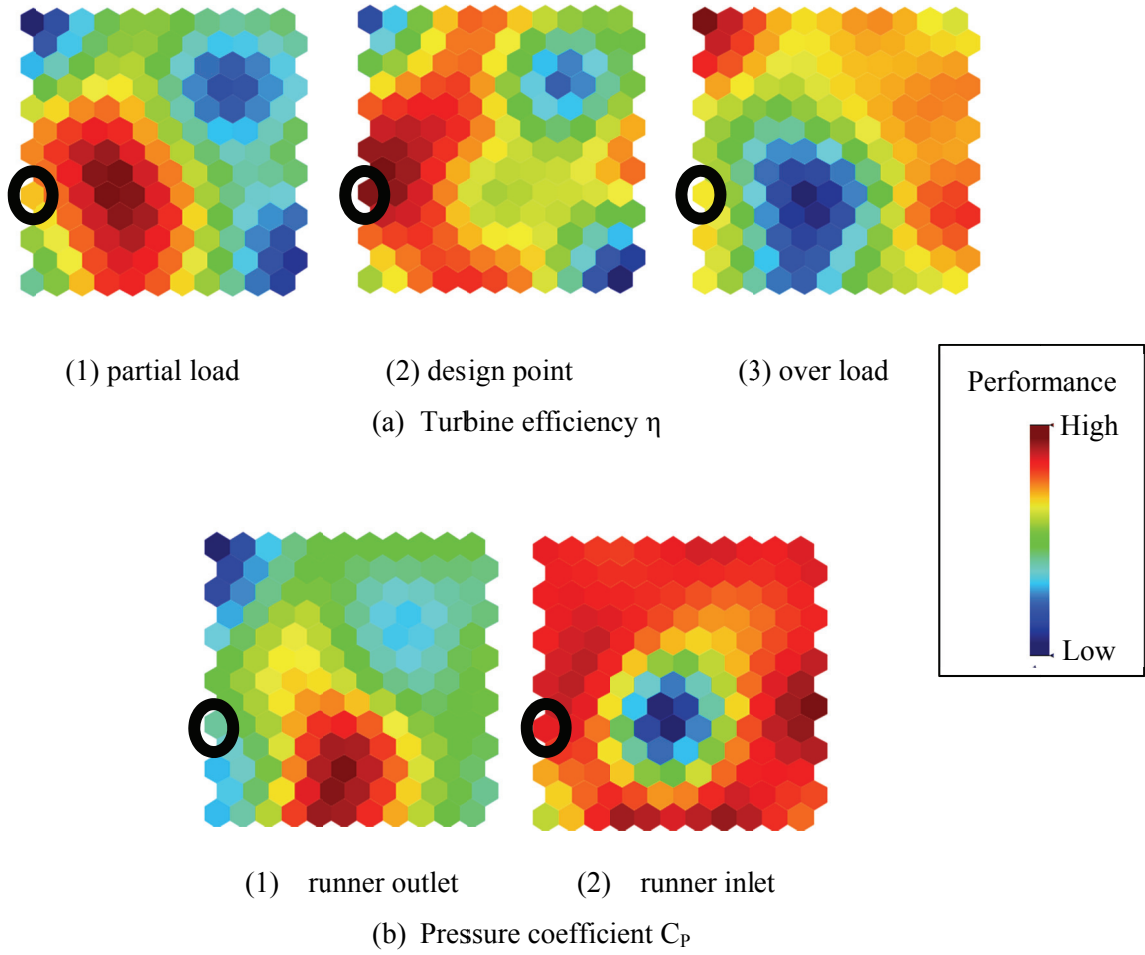 (1) partial load
(2) design point
(3) over load
(a) Turbine efficiency η
Performance
High
Low
(1) runner outlet
(2) runner inlet
(b) Pressure coefficient C_P